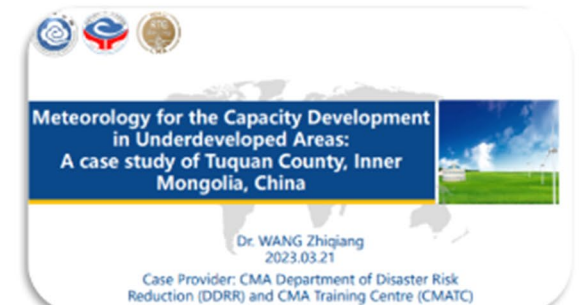 Meteorology for the Capacity Development
in Underdeveloped Areas:
A case study of Tuquan County, Inner
Mongolia, China
Dr. WANG Zhiqiang
2023.03.21
Case Provider: CMA Department of Disaster Risk
Reduction (DDRR) and CMA Training Centre (CMATC)